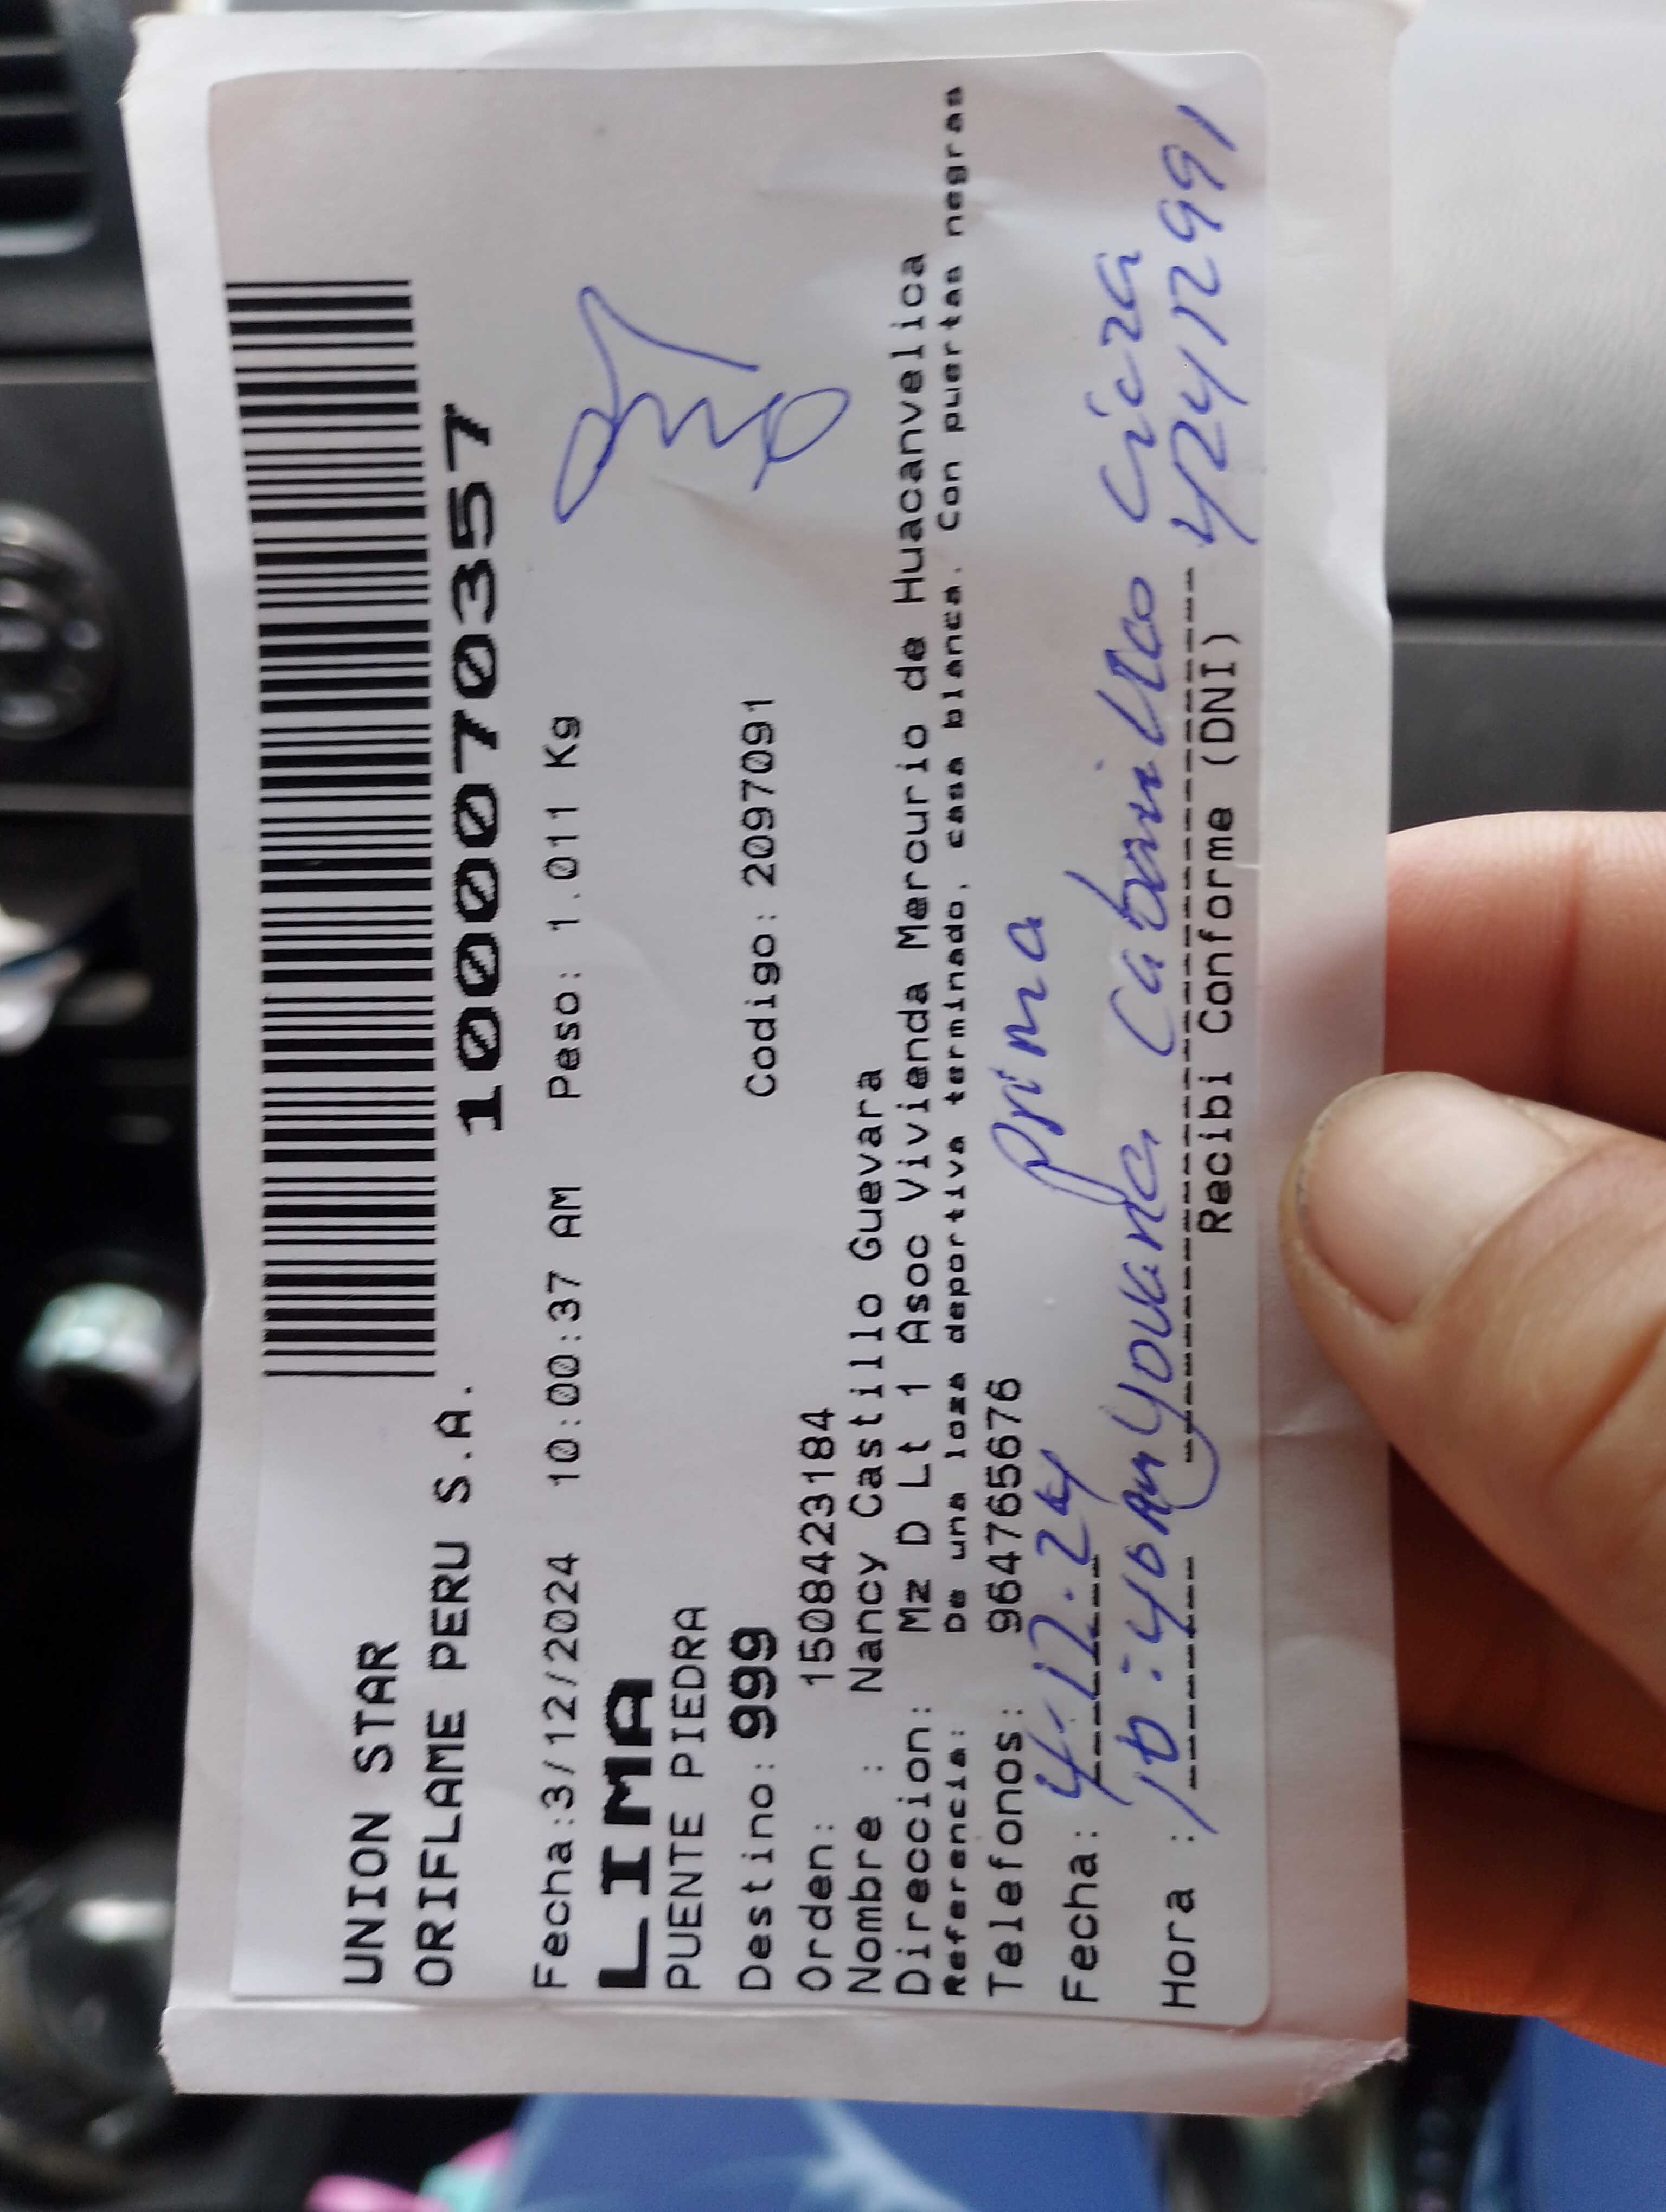 UNION STAR
ORIFLAME PERU S.A.
1000070357
Fecha:3/12/2024 10:00:37 AM Peso: 1.011 Kg
LIMA
PUENTE PIEDRA
Destino: 999 Codigo: 2097091
Orden: 1508423184
Nombre : Nancy Castillo Guevara
Direccion: Mz D Lt 1 Asoc Vivienda Mercurio de Huacanvelica
Referencia: De una loza deportiva terminado, casa blanca. Con puertas negras
Telefonos: 964765676
Prima
Fecha: 4-12-24
Hora : 10:40 AM Yovana Cabanillas
Recibi Conforme (DNI)